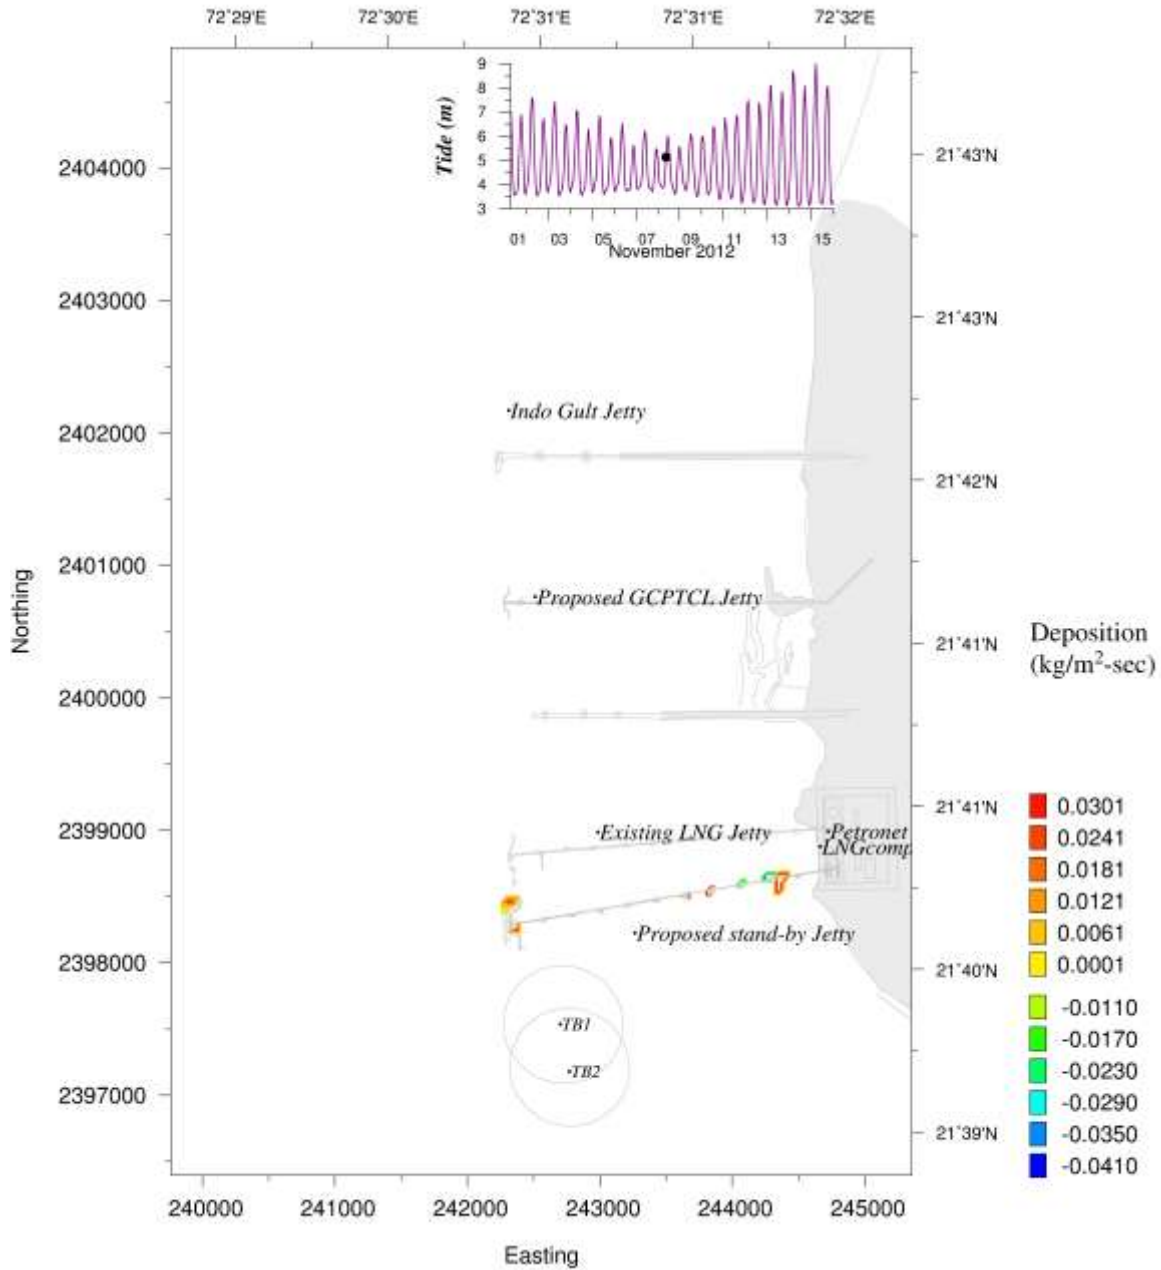 72˚29'E 72˚30'E 72˚31'E 72˚31'E 72˚32'E
9
8
7
6
5
4
3
Tide (m)
01 03 05 07 09 11 13 15
November 2012
2404000
2403000
2402000
2401000
2400000
2399000
2398000
2397000
Northing
21˚43'N
21˚43'N
21˚42'N
21˚41'N
21˚41'N
21˚40'N
21˚39'N
Indo Gult Jetty
Proposed GCPTCL Jetty
Existing LNG Jetty
Petronet
LNGcomp
Proposed stand-by Jetty
TB1
TB2
Deposition
(kg/m²-sec)
0.0301
0.0241
0.0181
0.0121
0.0061
0.0001
-0.0110
-0.0170
-0.0230
-0.0290
-0.0350
-0.0410
240000 241000 242000 243000 244000 245000
Easting